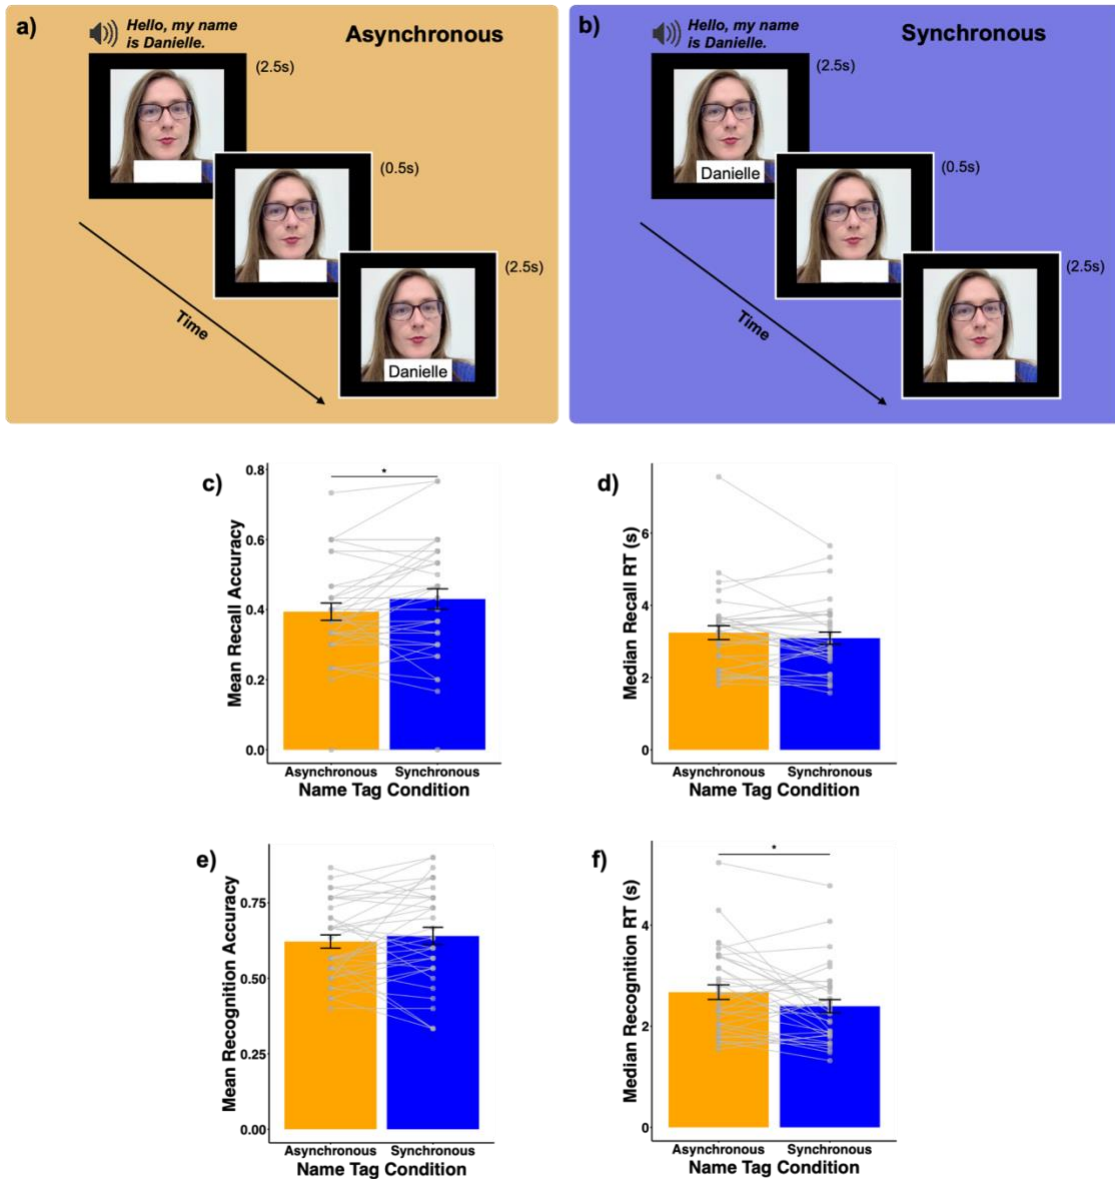 a)
Hello, my name
is Danielle.
Asynchronous
(2.5s)
(0.5s)
(2.5s)
Danielle
Time
b)
Hello, my name
is Danielle.
Synchronous
(2.5s)
Danielle
(0.5s)
(2.5s)
Time
c)
Mean Recall Accuracy
0.8
0.6
0.4
0.2
0.0
*
Asynchronous Synchronous
Name Tag Condition
d)
Median Recall RT (s)
6
4
2
0
Asynchronous Synchronous
Name Tag Condition
e)
Mean Recognition Accuracy
0.75
0.50
0.25
0.00
Asynchronous Synchronous
Name Tag Condition
f)
Median Recognition RT (s)
4
2
0
*
Asynchronous Synchronous
Name Tag Condition